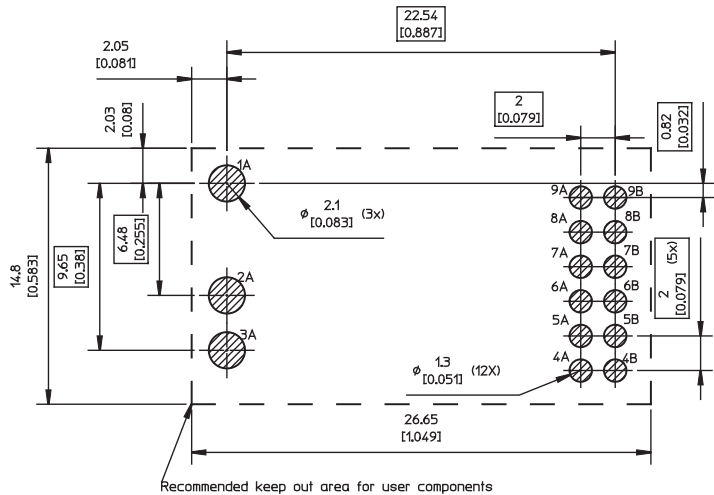 22.54
[0.887]
2.05
[0.081]
2
[0.079]
0.82
[0.032]
2.03
[0.08]
1A
9A
9B
ø 2.1 (3x)
[0.083]
8A
8B
14.8
[0.583]
9.65
[0.38]
6.48
[0.255]
7A
7B
2 (5x)
[0.079]
2A
6A
6B
3A
5A
5B
ø 1.3 (12X)
[0.051]
4A
4B
26.65
[1.049]
Recommended keep out area for user components